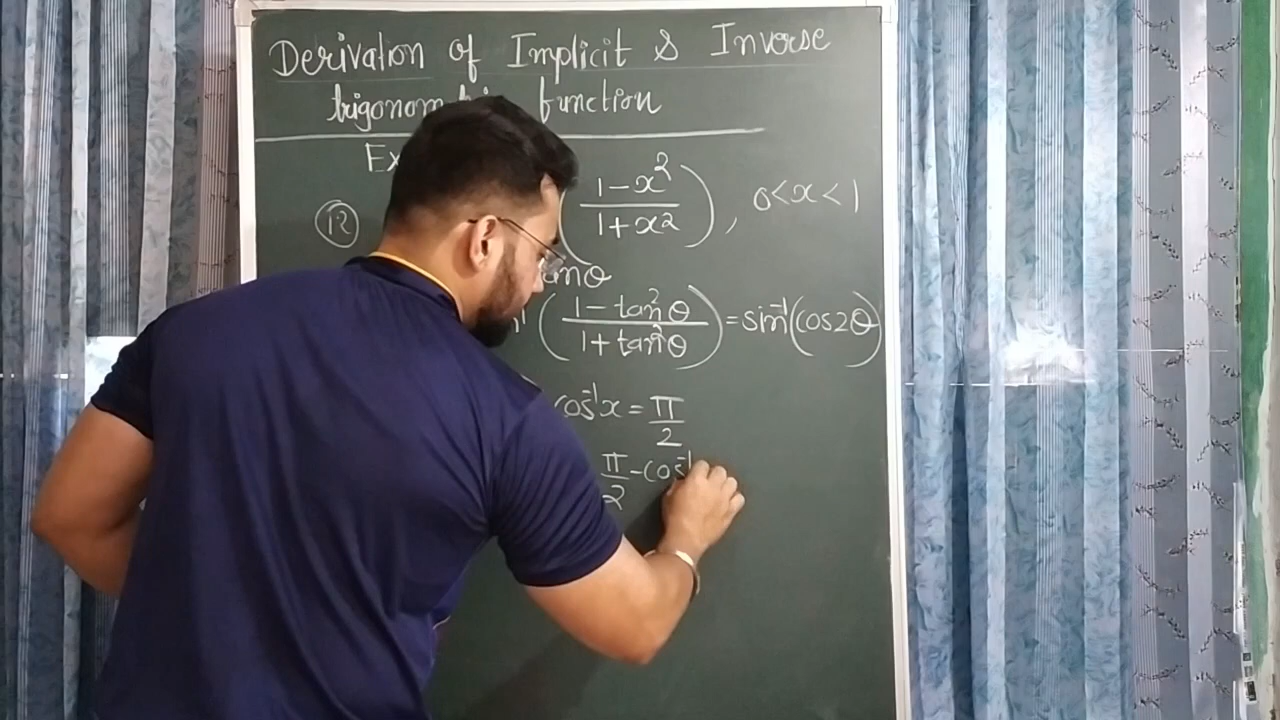 Derivation of Implicit & Inverse
function
Ex
12 (1-x²/1+x²), 0<x<1
tanθ
(1-tan²θ/1+tan²θ) = sin⁻¹(cos2θ)
cos⁻¹x = π/2
π/2 - cos⁻¹